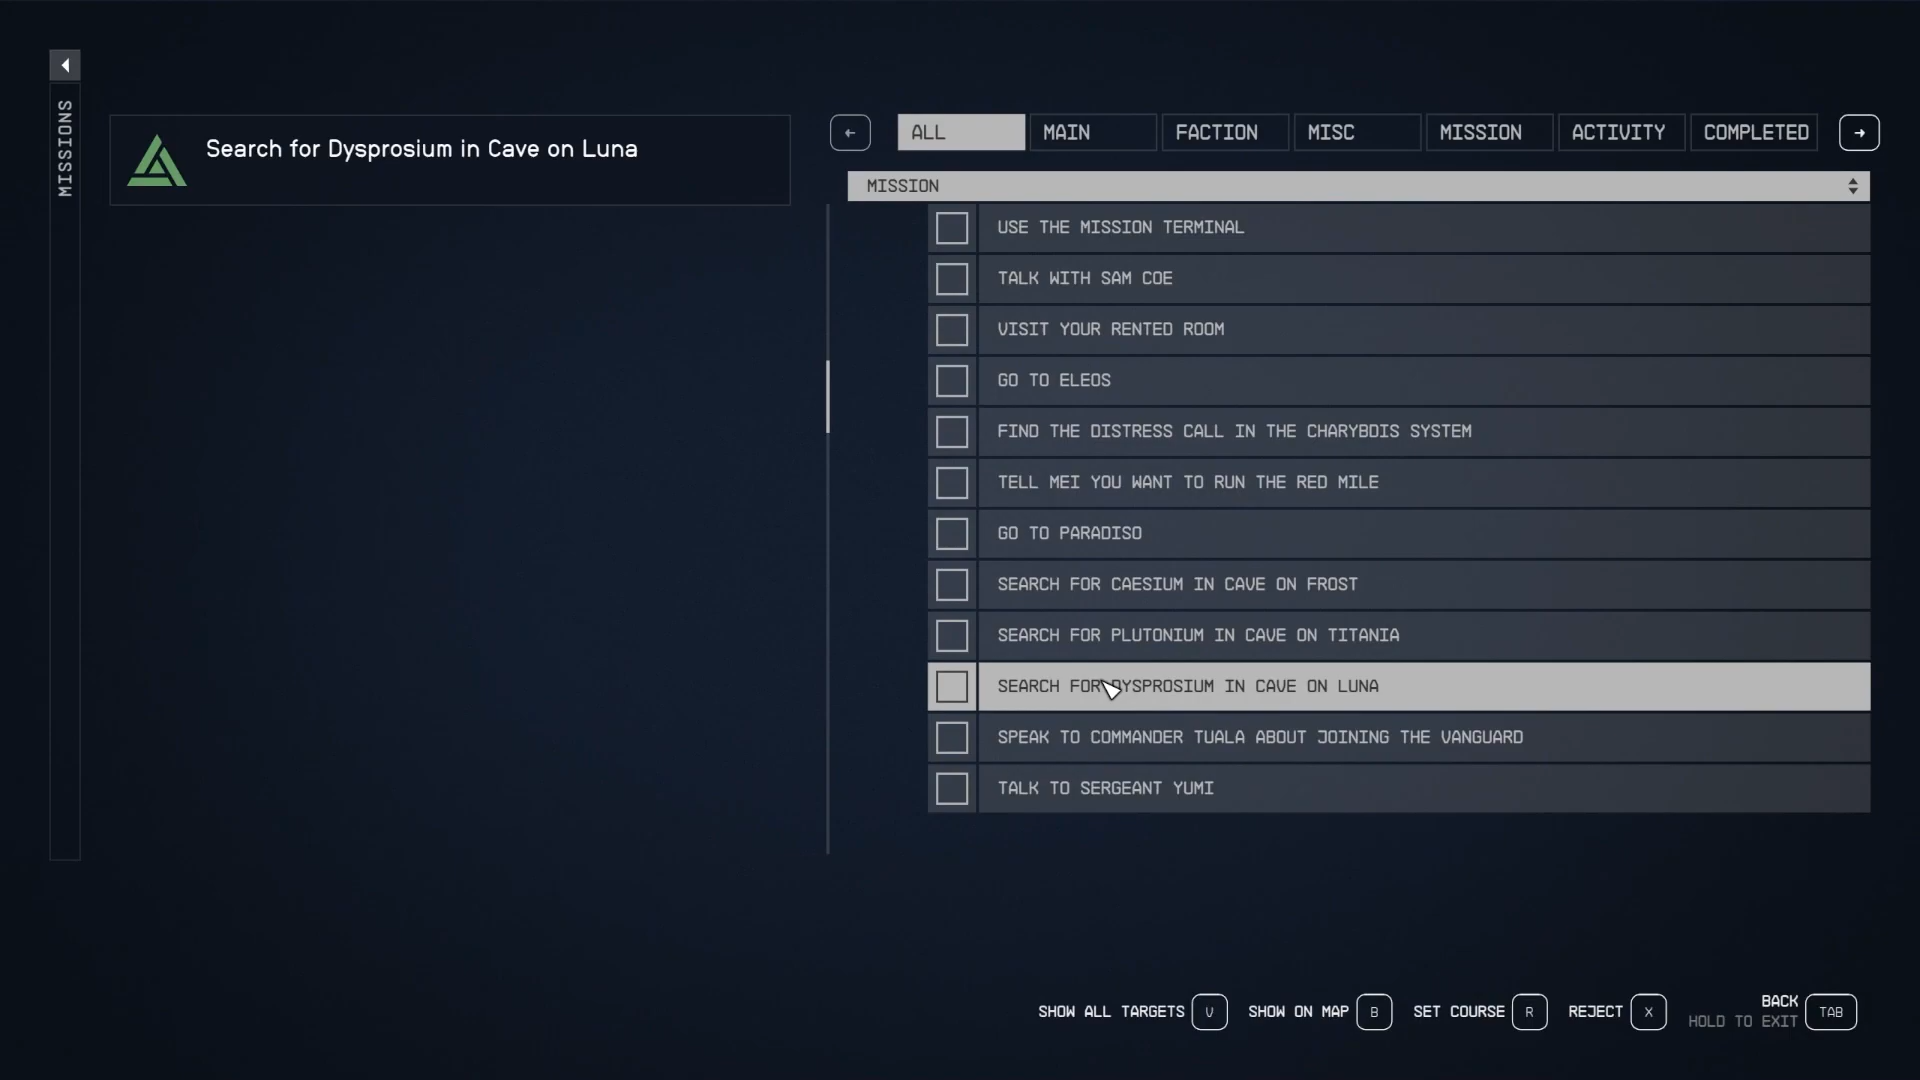 MISSIONS
Search for Dysprosium in Cave on Luna
ALL
MAIN
FACTION
MISC
MISSION
ACTIVITY
COMPLETED
MISSION
USE THE MISSION TERMINAL
TALK WITH SAM COE
VISIT YOUR RENTED ROOM
GO TO ELEOS
FIND THE DISTRESS CALL IN THE CHARYBDIS SYSTEM
TELL MEI YOU WANT TO RUN THE RED MILE
GO TO PARADISO
SEARCH FOR CAESIUM IN CAVE ON FROST
SEARCH FOR PLUTONIUM IN CAVE ON TITANIA
SEARCH FOR DYSPROSIUM IN CAVE ON LUNA
SPEAK TO COMMANDER TUALA ABOUT JOINING THE VANGUARD
TALK TO SERGEANT YUMI
SHOW ALL TARGETS V
SHOW ON MAP B
SET COURSE R
REJECT X
BACK
HOLD TO EXIT
TAB